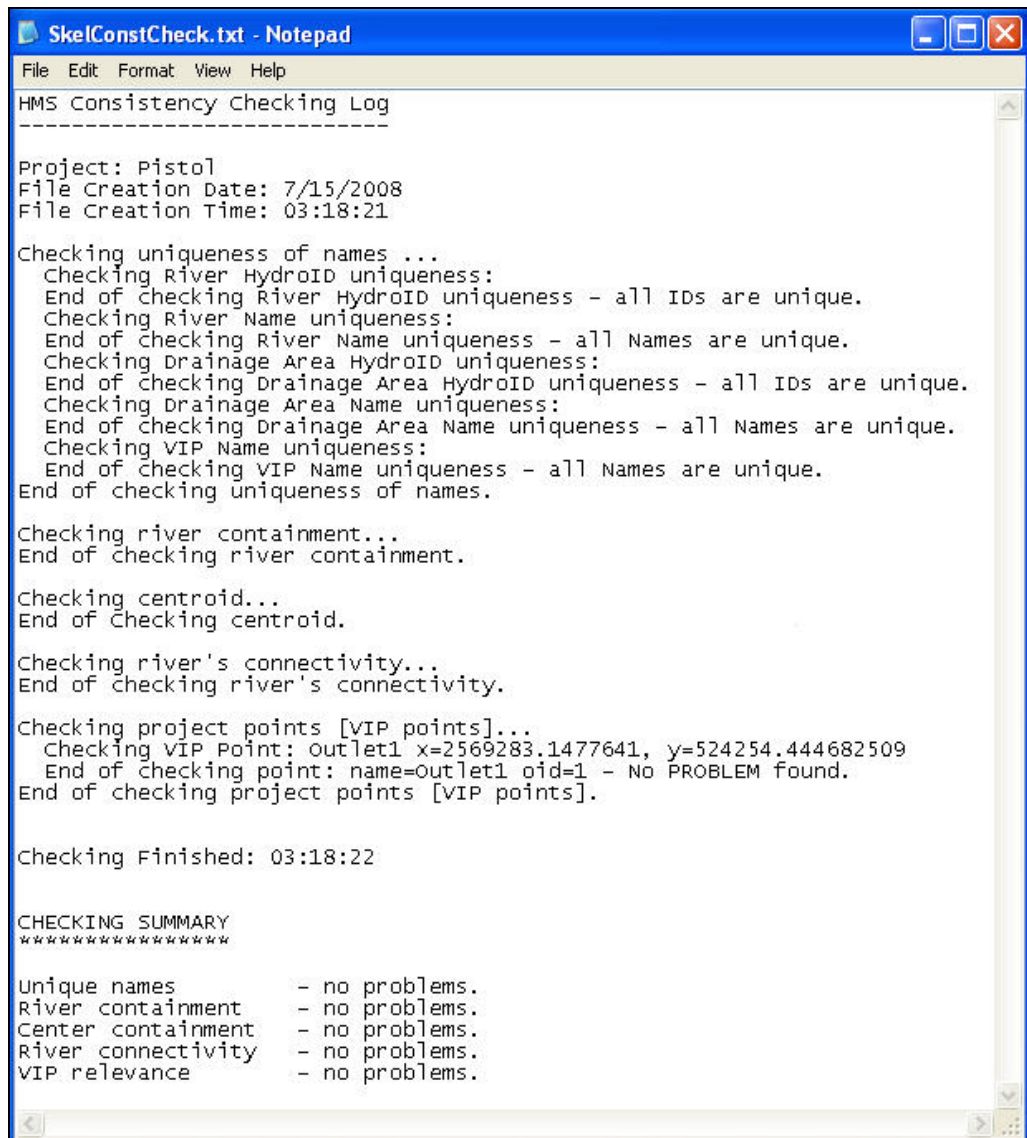 SkelConstCheck.txt - Notepad
File Edit Format View Help
HMS Consistency Checking Log
----------------------------
Project: Pistol
File Creation Date: 7/15/2008
File Creation Time: 03:18:21
Checking uniqueness of names ...
Checking River HydroID uniqueness:
End of checking River HydroID uniqueness - all IDs are unique.
Checking River Name uniqueness:
End of checking River Name uniqueness - all Names are unique.
Checking Drainage Area HydroID uniqueness:
End of checking Drainage Area HydroID uniqueness - all IDs are unique.
Checking Drainage Area Name uniqueness:
End of checking Drainage Area Name uniqueness - all Names are unique.
Checking VIP Name uniqueness:
End of checking VIP Name uniqueness - all Names are unique.
End of checking uniqueness of names.
Checking river containment...
End of checking river containment.
Checking centroid...
End of Checking centroid.
Checking river's connectivity...
End of checking river's connectivity.
Checking project points [VIP points]...
Checking VIP Point: Outlet1 x=2569283.1477641, y=524254.444682509
End of checking point: name=Outlet1 oid=1 - No PROBLEM found.
End of checking project points [VIP points].
Checking Finished: 03:18:22
CHECKING SUMMARY
****************
Unique names - no problems.
River containment - no problems.
Center containment - no problems.
River connectivity - no problems.
VIP relevance - no problems.